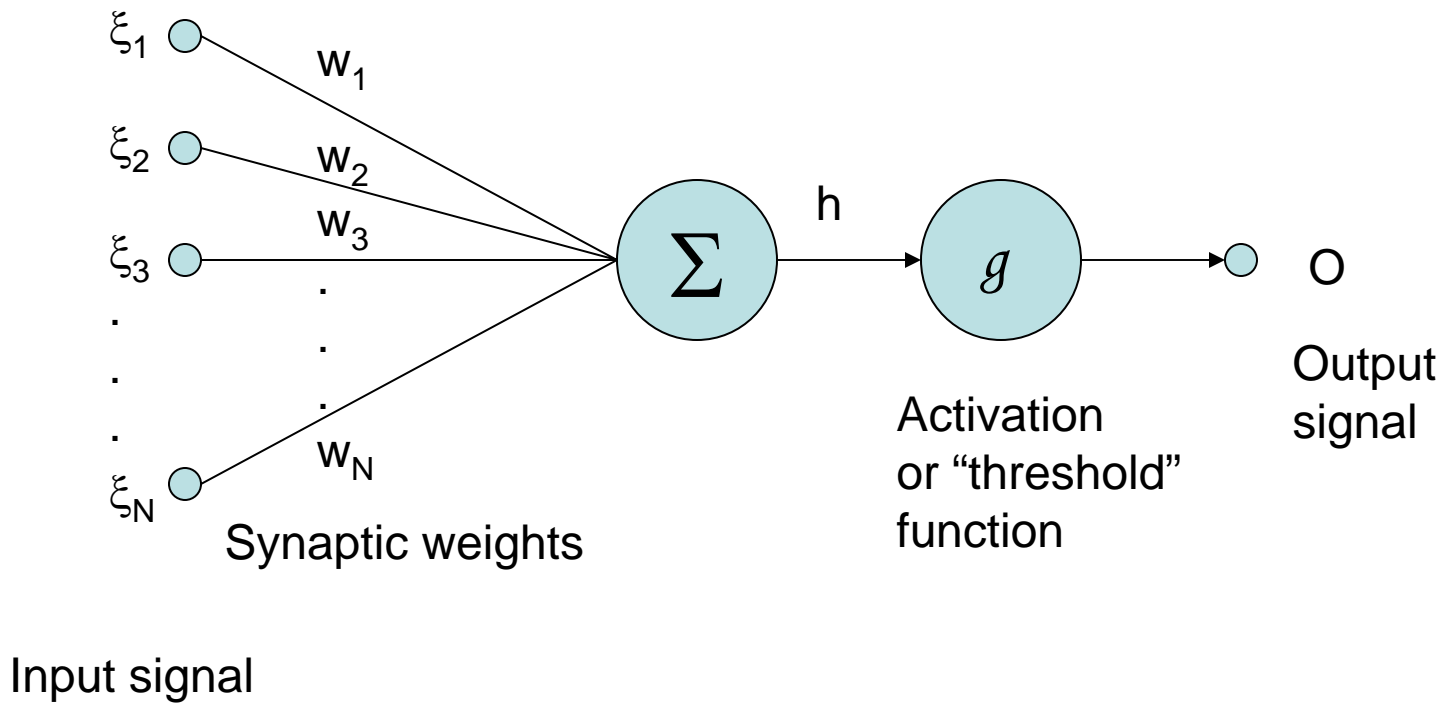 ξ1
w1
ξ2
w2
w3
ξ3
.
.
.
.
.
.
ξN
wN
Σ
h
g
O
Synaptic weights
Activation
or “threshold”
function
Output
signal
Input signal